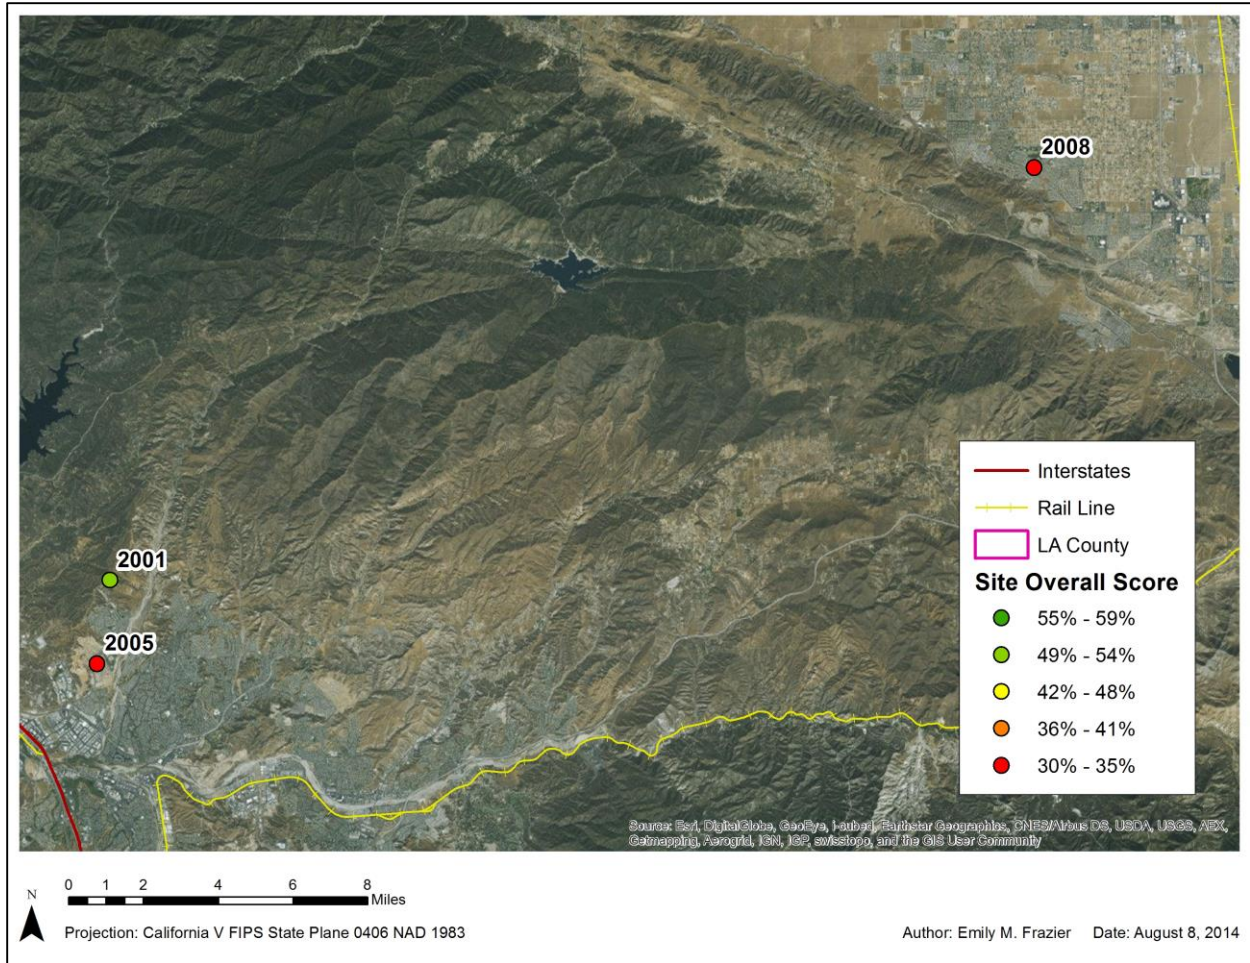 2008
2001
2005
Interstates
Rail Line
LA County
Site Overall Score
55% - 59%
49% - 54%
42% - 48%
36% - 41%
30% - 35%
Source: Esri, DigitalGlobe, GeoEye, i-cubed, Earthstar Geographics, CNES/Airbus DS, USDA, USGS, AEX,
Getmapping, Aerogrid, IGN, IGP, swisstopo, and the GIS User Community
N
0 1 2 4 6 8
Miles
Projection: California V FIPS State Plane 0406 NAD 1983
Author: Emily M. Frazier Date: August 8, 2014